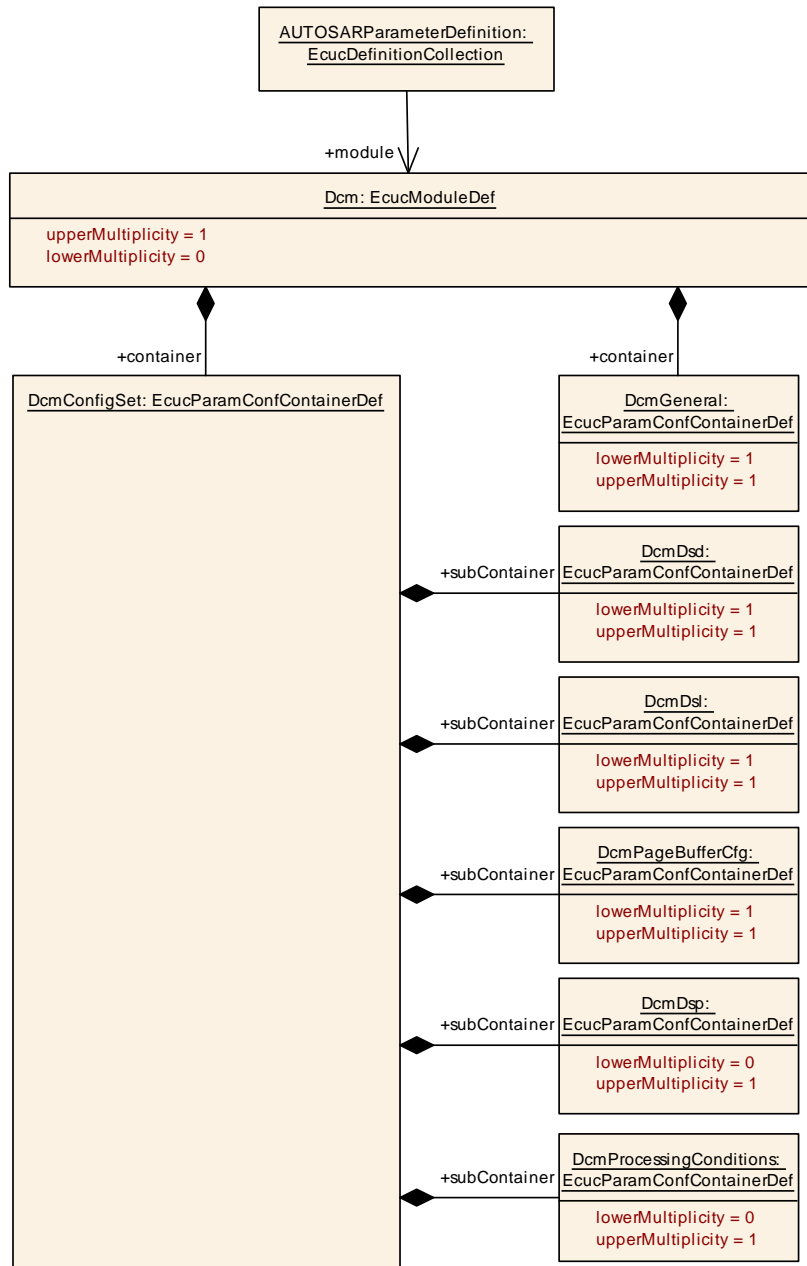 AUTOSARParameterDefinition:
EcucDefinitionCollection
+module
Dcm: EcucModuleDef
upperMultiplicity = 1
lowerMultiplicity = 0
+container
+container
DcmConfigSet: EcucParamConfContainerDef
DcmGeneral:
EcucParamConfContainerDef
lowerMultiplicity = 1
upperMultiplicity = 1
+subContainer
DcmDsd:
EcucParamConfContainerDef
lowerMultiplicity = 1
upperMultiplicity = 1
+subContainer
DcmDsl:
EcucParamConfContainerDef
lowerMultiplicity = 1
upperMultiplicity = 1
+subContainer
DcmPageBufferCfg:
EcucParamConfContainerDef
lowerMultiplicity = 1
upperMultiplicity = 1
+subContainer
DcmDsp:
EcucParamConfContainerDef
lowerMultiplicity = 0
upperMultiplicity = 1
+subContainer
DcmProcessingConditions:
EcucParamConfContainerDef
lowerMultiplicity = 0
upperMultiplicity = 1